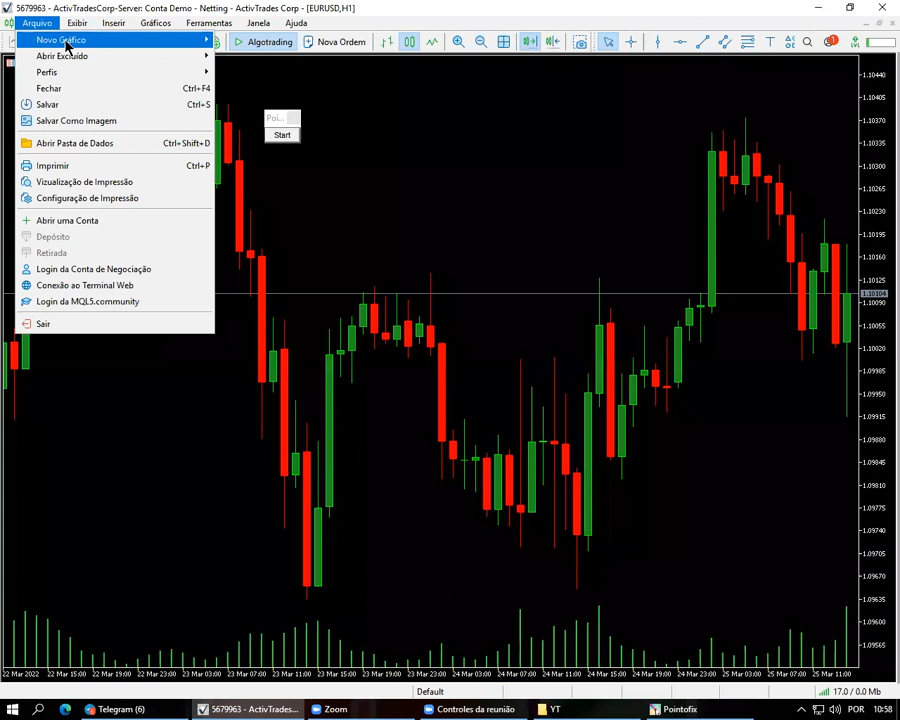 5679963 - ActivTradesCorp-Server: Conta Demo - Netting - ActivTrades Corp - [EURUSD,H1]
Arquivo Exibir Inserir Gráficos Ferramentas Janela Ajuda
Algotrading Nova Ordem 1
Novo Gráfico
Abrir Excluído
Perfis
Fechar Ctrl+F4
Salvar Ctrl+S
Salvar Como Imagem
Abrir Pasta de Dados Ctrl+Shift+D
Imprimir Ctrl+P
Vizualização de Impressão
Configuração de Impressão
Abrir uma Conta
Depósito
Retirada
Login da Conta de Negociação
Conexão ao Terminal Web
Login da MQL5.community
Sair
Poi...
Start
1.10440
1.10405
1.10370
1.10335
1.10300
1.10265
1.10230
1.10195
1.10160
1.10125
1.10104
1.10090
1.10055
1.10020
1.09985
1.09950
1.09915
1.09880
1.09845
1.09810
1.09775
1.09740
1.09705
1.09670
1.09635
1.09600
1.09565
22 Mar 2022 22 Mar 15:00 22 Mar 19:00 22 Mar 23:00 23 Mar 03:00 23 Mar 07:00 23 Mar 11:00 23 Mar 15:00 23 Mar 19:00 23 Mar 23:00 24 Mar 03:00 24 Mar 07:00 24 Mar 11:00 24 Mar 15:00 24 Mar 19:00 24 Mar 23:00 25 Mar 03:00 25 Mar 07:00 25 Mar 11:00
Default 17.0 / 0.0 Mb
Telegram (6) 5679963 - ActivTrades... Zoom Controles da reunião YT Pointofix POR 10:58